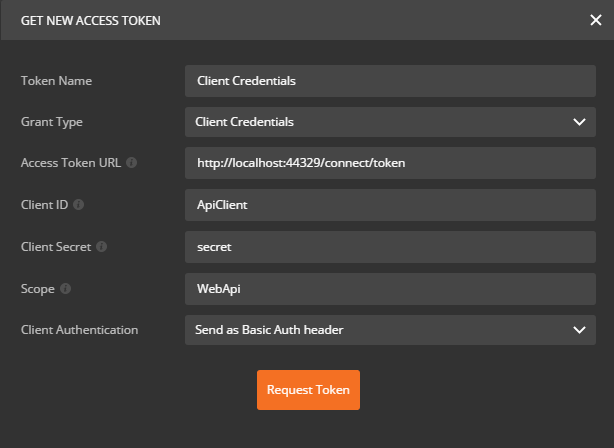 GET NEW ACCESS TOKEN
Token Name Client Credentials
Grant Type Client Credentials
Access Token URL http://localhost:44329/connect/token
Client ID ApiClient
Client Secret secret
Scope WebApi
Client Authentication Send as Basic Auth header
Request Token